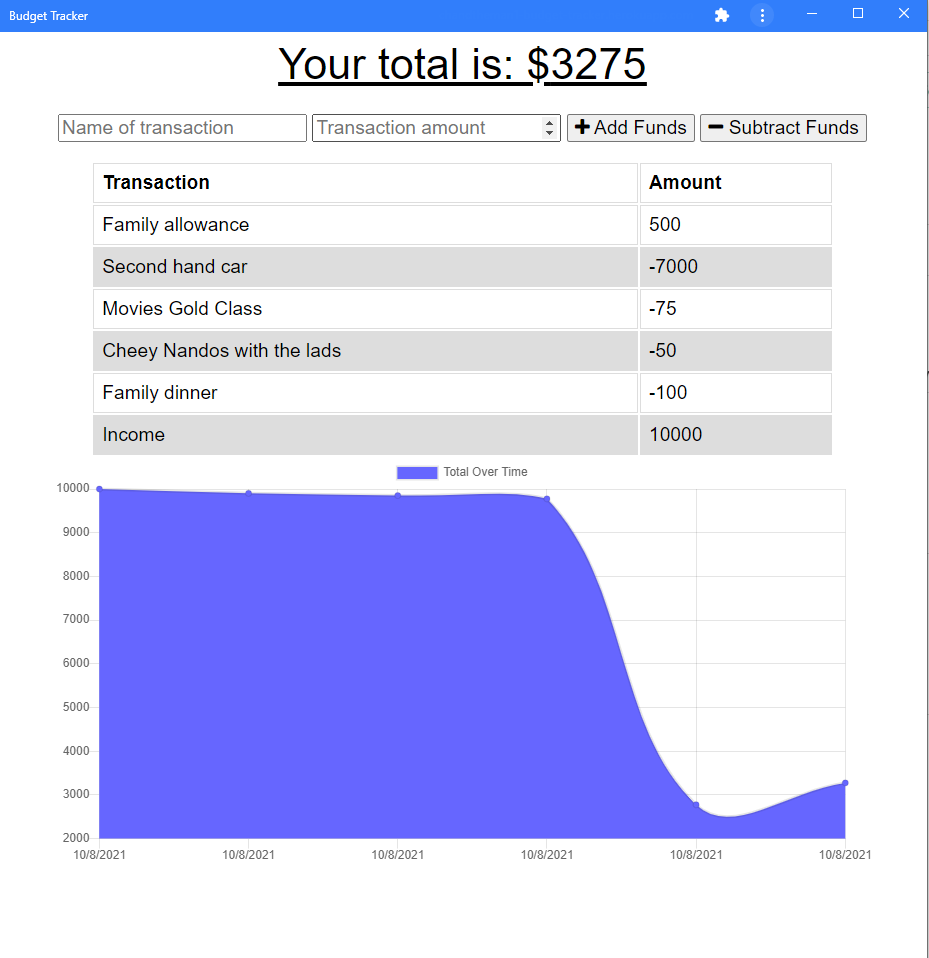 Budget Tracker
Your total is: $3275
Name of transaction Transaction amount Add Funds Subtract Funds
Transaction Amount
Family allowance 500
Second hand car -7000
Movies Gold Class -75
Cheey Nandos with the lads -50
Family dinner -100
Income 10000
Total Over Time
10000
9000
8000
7000
6000
5000
4000
3000
2000
10/8/2021 10/8/2021 10/8/2021 10/8/2021 10/8/2021 10/8/2021